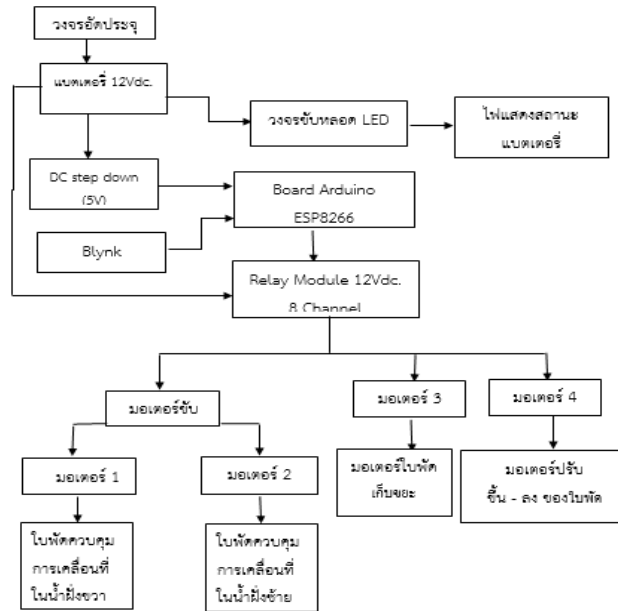 วงจรอัดประจุ
แบตเตอรี่ 12Vdc.
วงจรขับหลอด LED
ไฟแสดงสถานะ
แบตเตอรี่
DC step down
(5V)
Board Arduino
ESP8266
Blynk
Relay Module 12Vdc.
8 Channel
มอเตอร์ขับ
มอเตอร์ 3
มอเตอร์ 4
มอเตอร์ 1
มอเตอร์ 2
มอเตอร์ใบพัด
เก็บขยะ
มอเตอร์ปรับ
ขึ้น - ลง ของใบพัด
ใบพัดควบคุม
การเคลื่อนที่
ในน้ำฝั่งขวา
ใบพัดควบคุม
การเคลื่อนที่
ในน้ำฝั่งซ้าย